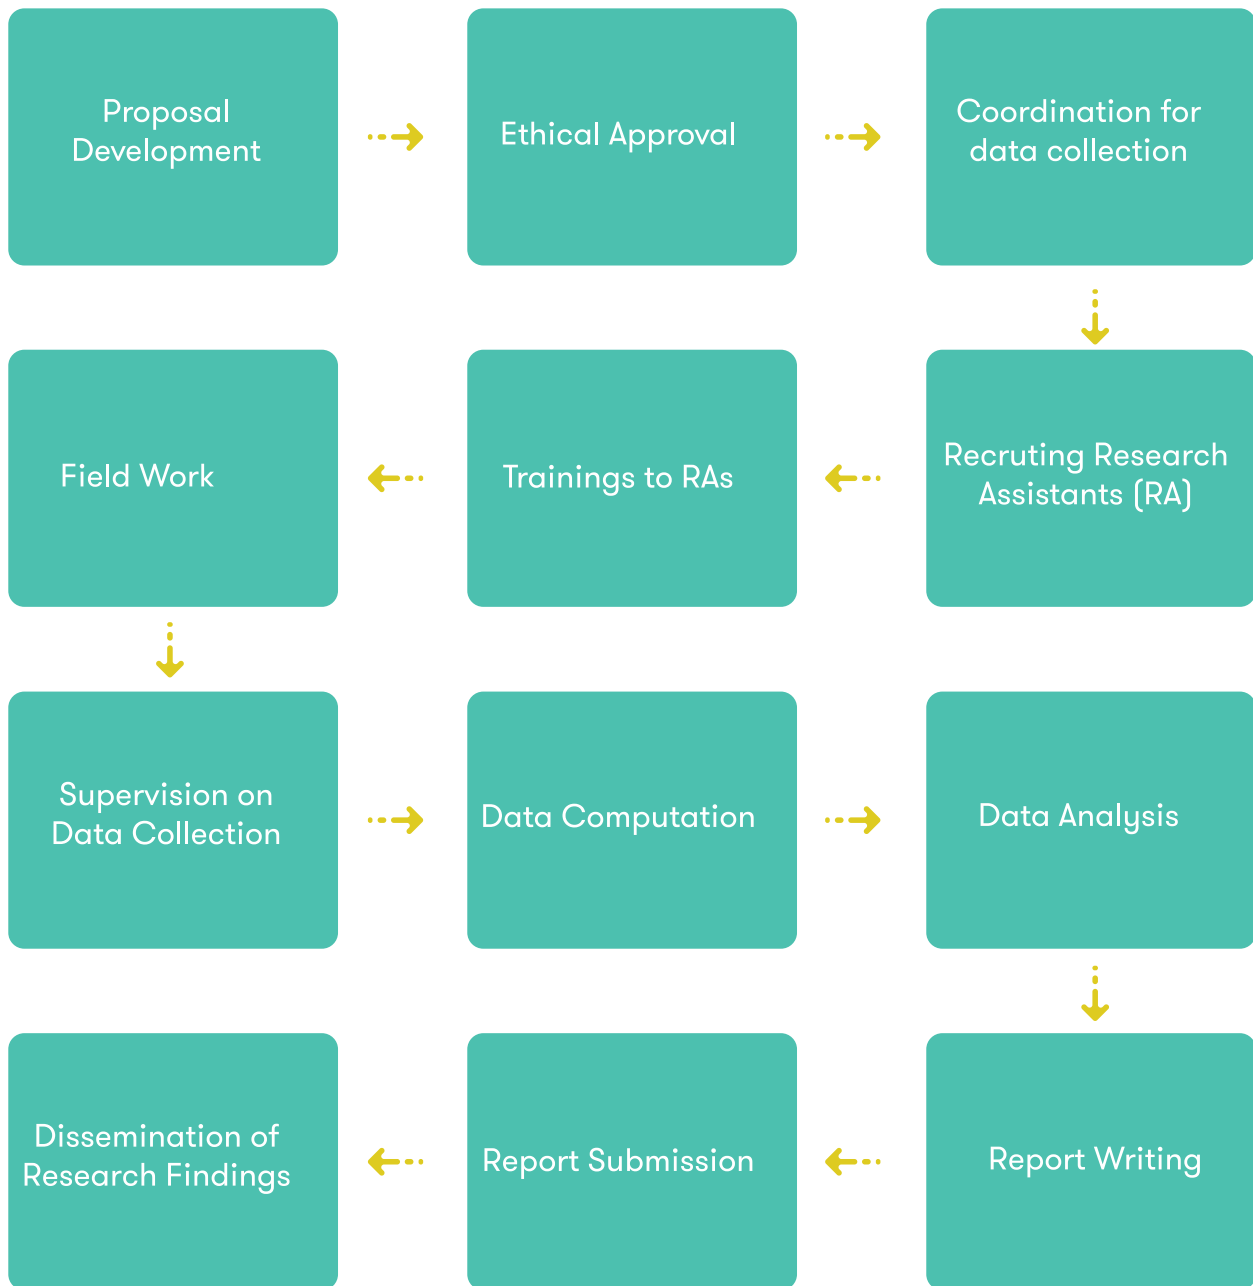 Proposal
Development
Ethical Approval
Coordination for
data collection
Recruting Research
Assistants (RA)
Trainings to RAs
Field Work
Supervision on
Data Collection
Data Computation
Data Analysis
Report Writing
Report Submission
Dissemination of
Research Findings